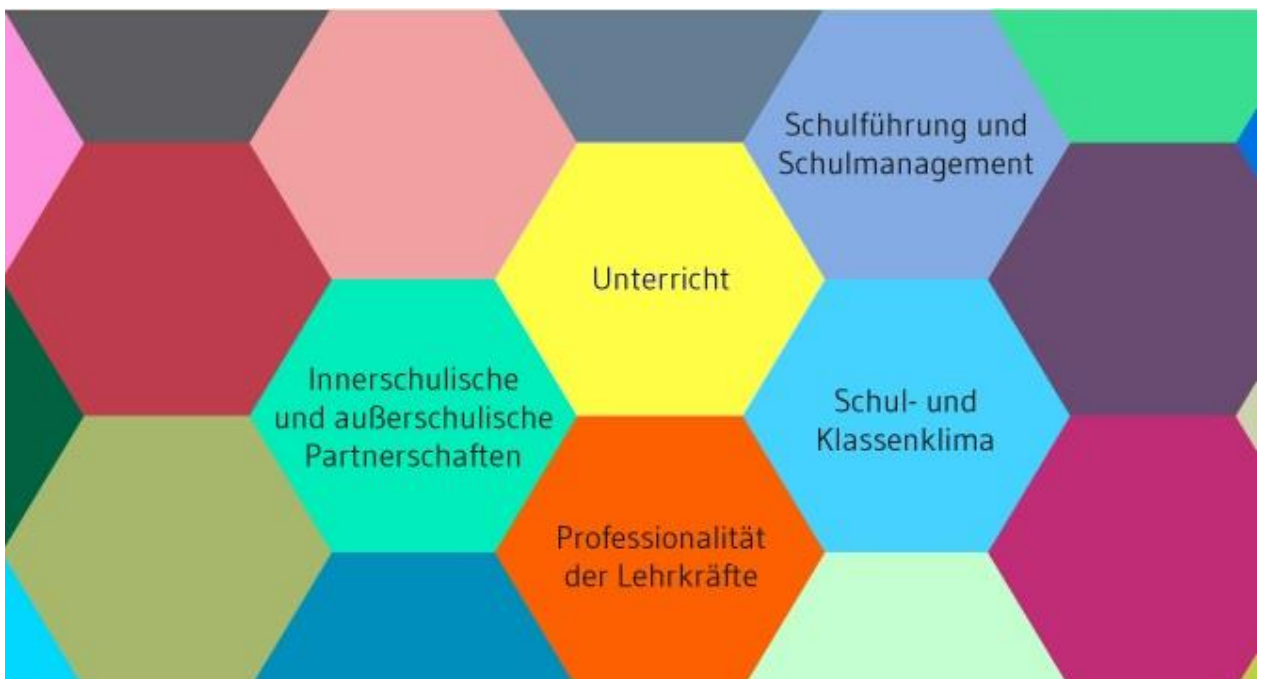 Schulführung und
Schulmanagement
Unterricht
Innerschulische
und außerschulische
Partnerschaften
Schul- und
Klassenklima
Professionalität
der Lehrkräfte